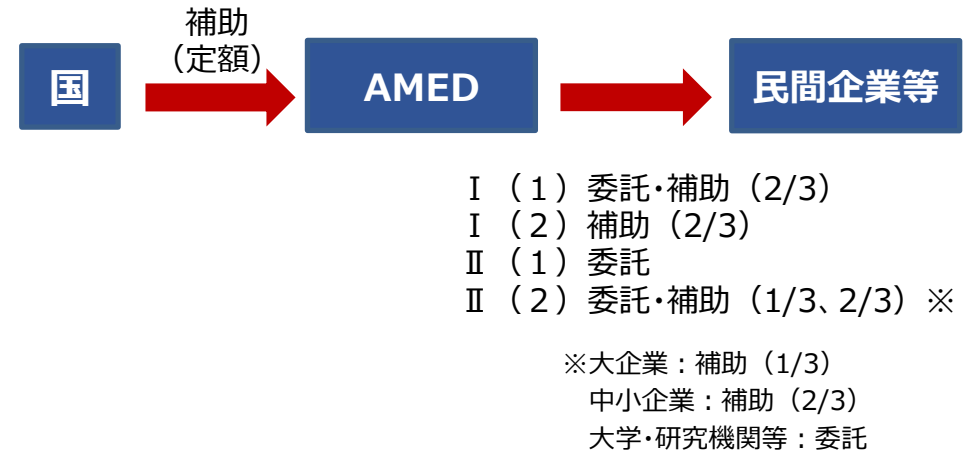 補助
（定額）
国
AMED
民間企業等
Ⅰ（１）委託・補助（2/3）
Ⅰ（２）補助（2/3）
Ⅱ（１）委託
Ⅱ（２）委託・補助（1/3、2/3）※
※大企業：補助（1/3）
中小企業：補助（2/3）
大学・研究機関等：委託